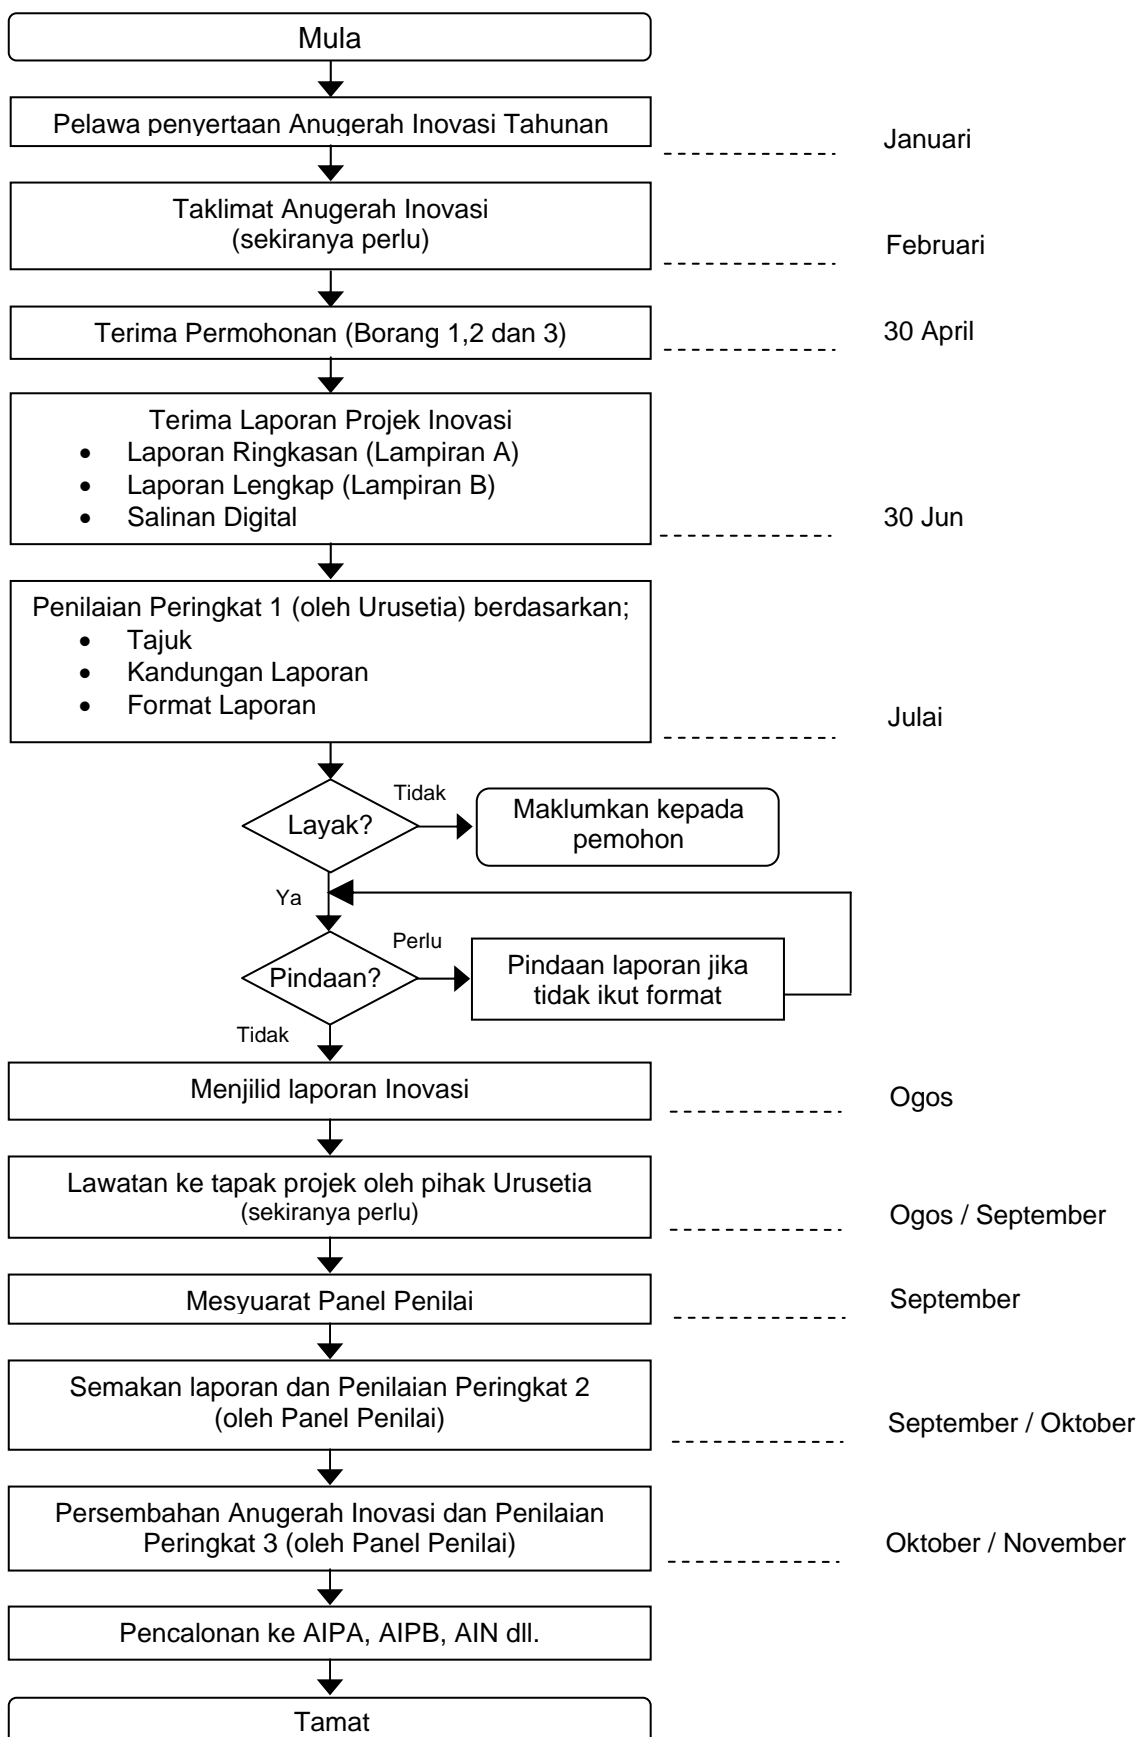 Mula
Pelawa penyertaan Anugerah Inovasi Tahunan
Januari
Taklimat Anugerah Inovasi
(sekiranya perlu)
Februari
Terima Permohonan (Borang 1,2 dan 3)
30 April
Terima Laporan Projek Inovasi
• Laporan Ringkasan (Lampiran A)
• Laporan Lengkap (Lampiran B)
• Salinan Digital
30 Jun
Penilaian Peringkat 1 (oleh Urusetia) berdasarkan;
• Tajuk
• Kandungan Laporan
• Format Laporan
Julai
Layak?
Tidak
Maklumkan kepada
pemohon
Ya
Pindaan?
Perlu
Pindaan laporan jika
tidak ikut format
Tidak
Menjilid laporan Inovasi
Ogos
Lawatan ke tapak projek oleh pihak Urusetia
(sekiranya perlu)
Ogos / September
Mesyuarat Panel Penilai
September
Semakan laporan dan Penilaian Peringkat 2
(oleh Panel Penilai)
September / Oktober
Persembahan Anugerah Inovasi dan Penilaian
Peringkat 3 (oleh Panel Penilai)
Oktober / November
Pencalonan ke AIPA, AIPB, AIN dll.
Tamat